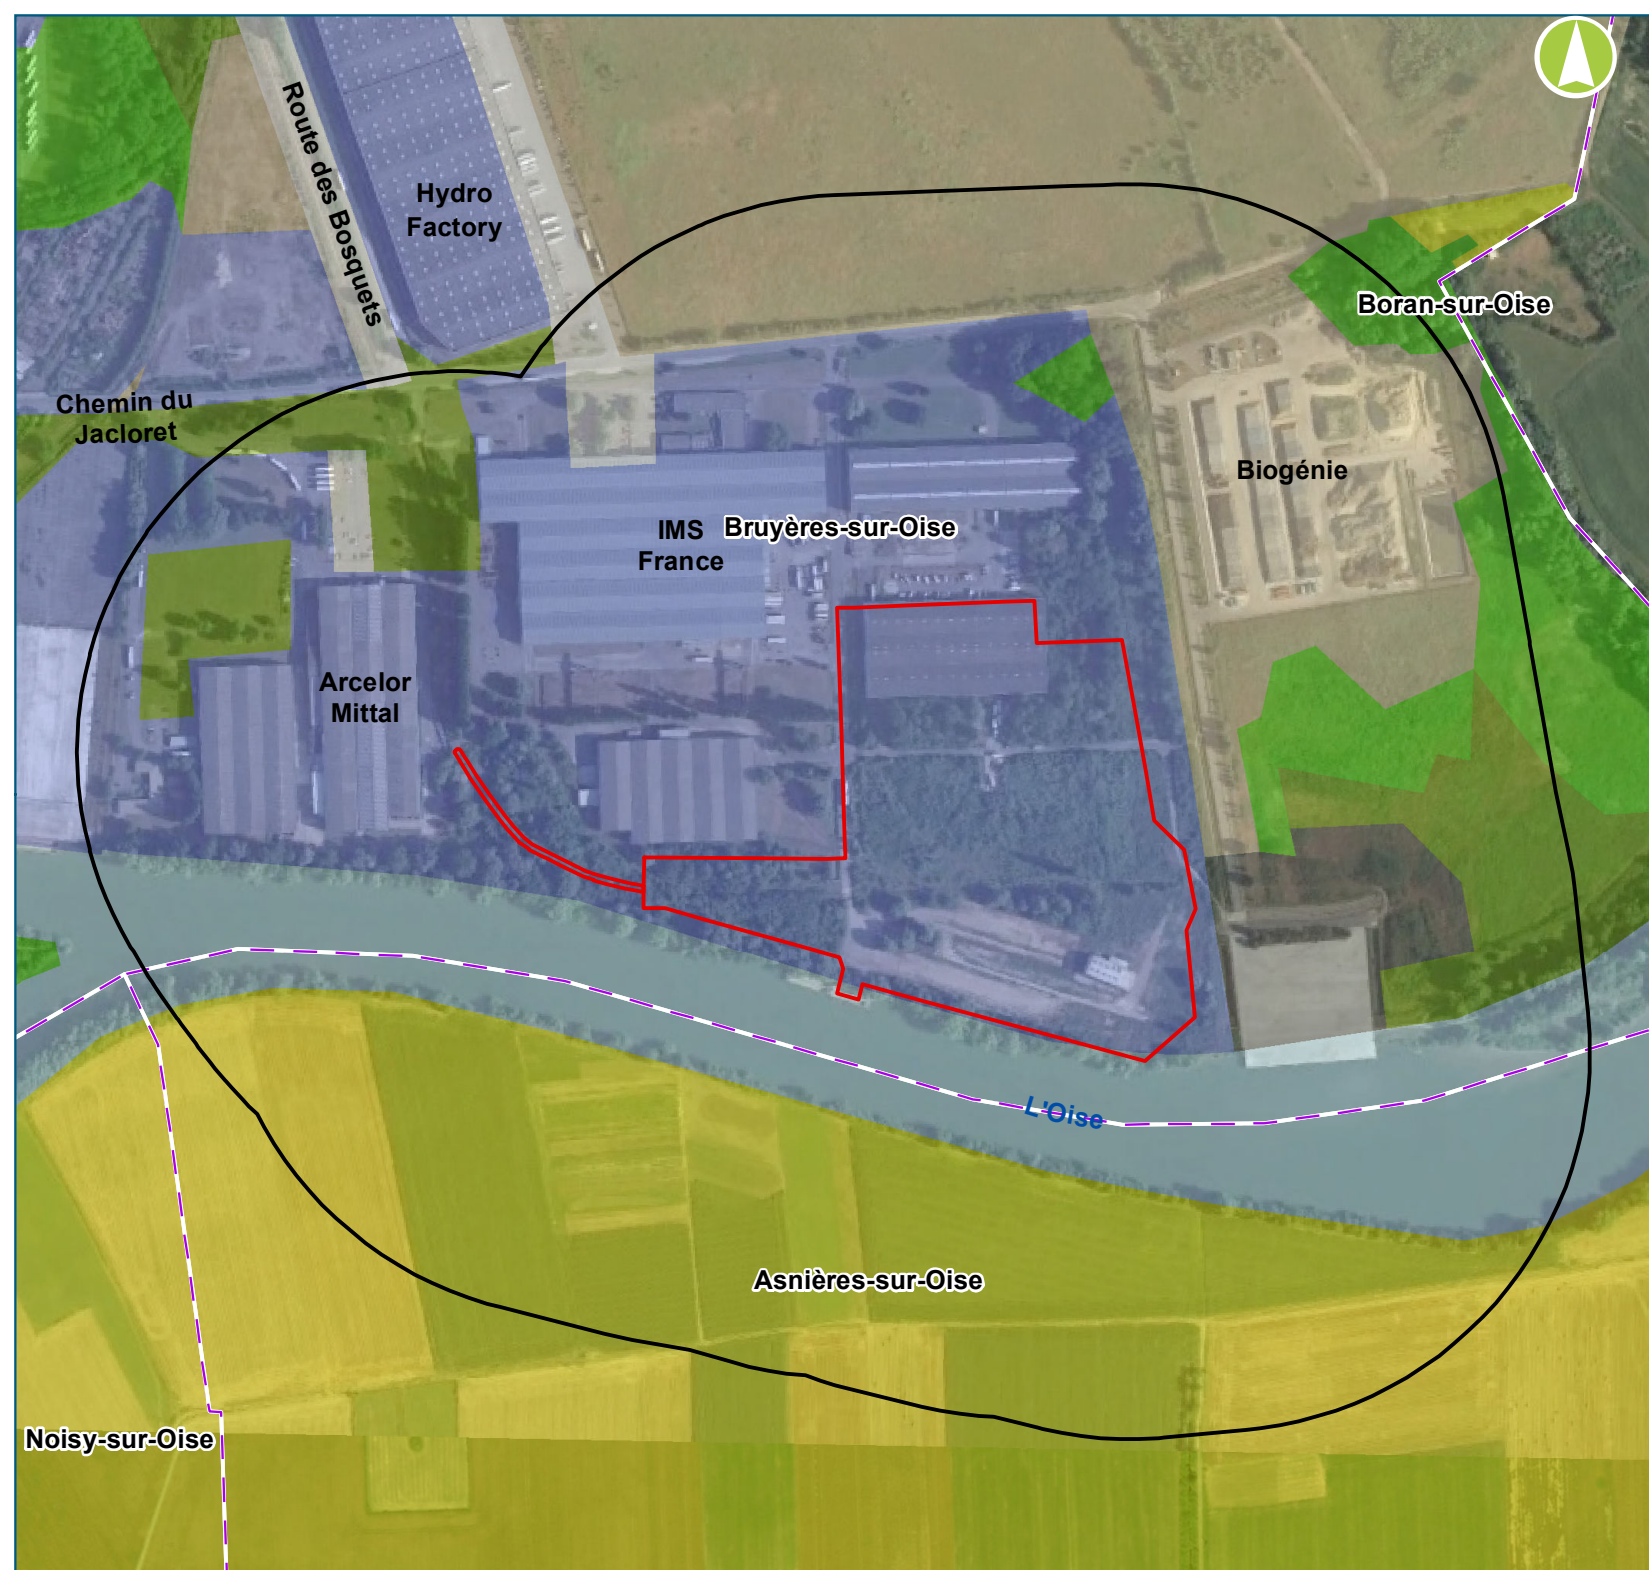 Route des Bosquets
Hydro
Factory
Boran-sur-Oise
Chemin du
Jacloret
Biogénie
IMS
France
Bruyères-sur-Oise
Arcelor
Mittal
L'Oise
Asnières-sur-Oise
Noisy-sur-Oise